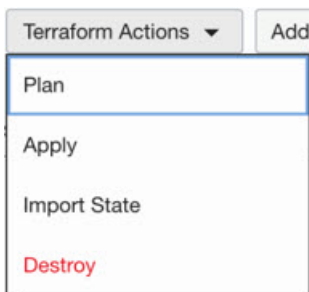 Terraform Actions
Add
Plan
Apply
Import State
Destroy